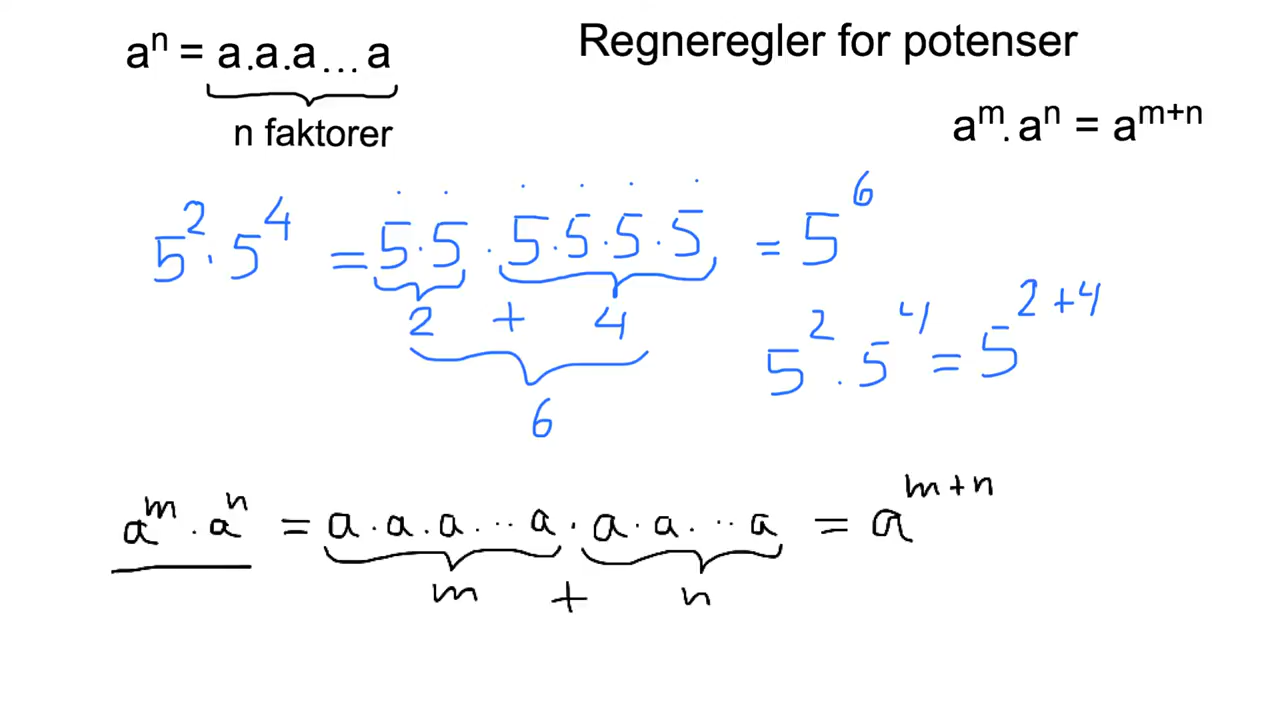 aⁿ = a.a.a...a
Regneregler for potenser
n faktorer
aᵐ.aⁿ = aᵐ⁺ⁿ
5²·5⁴ = 5·5·5·5·5·5 = 5⁶
2 + 4
5².5⁴ = 5²⁺⁴
6
aᵐ·aⁿ = a·a·a···a·a·a···a = aᵐ⁺ⁿ
m + n